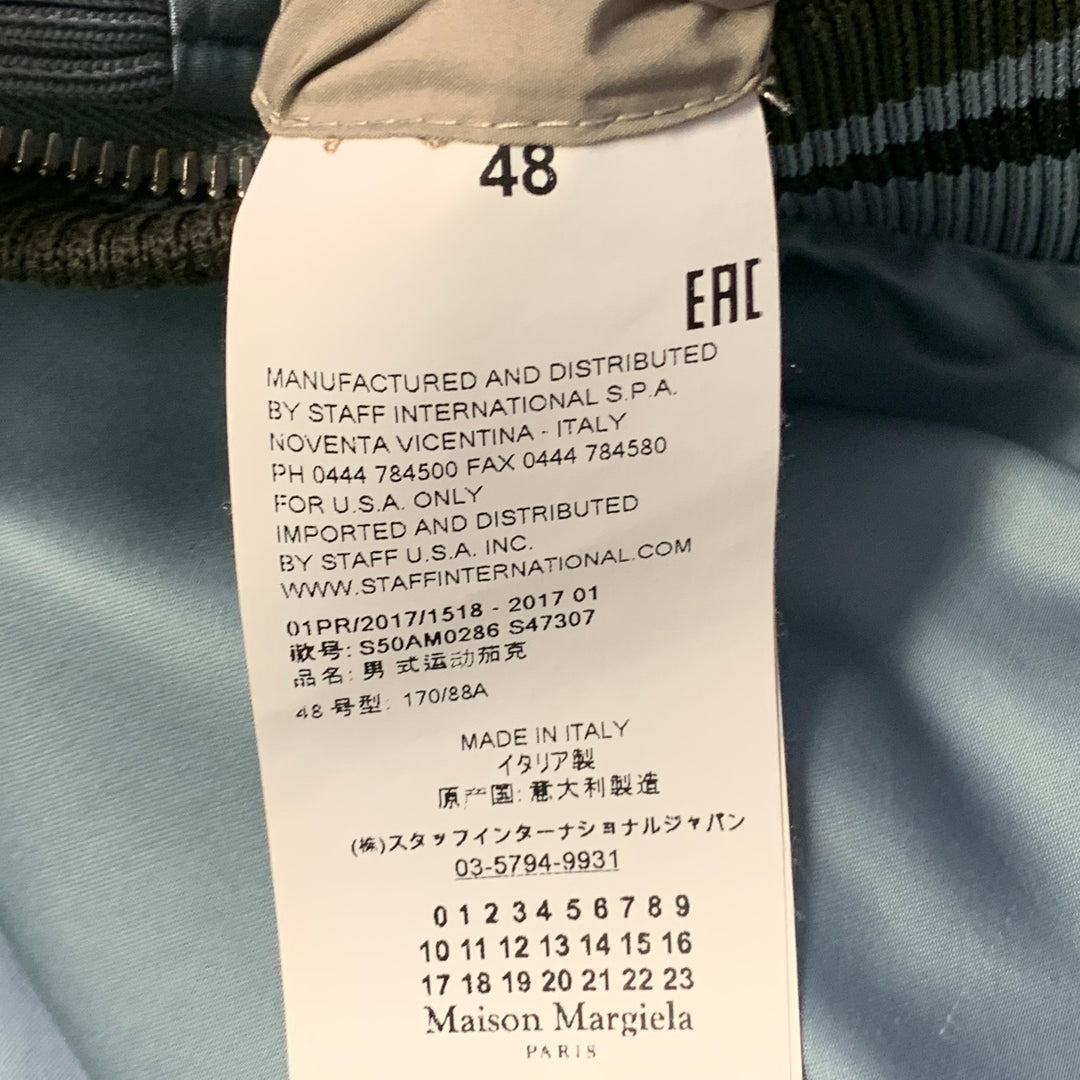 48
EAC
MANUFACTURED AND DISTRIBUTED
BY STAFF INTERNATIONAL S.P.A.
NOVENTA VICENTINA - ITALY
PH 0444 784500 FAX 0444 784580
FOR U.S.A. ONLY
IMPORTED AND DISTRIBUTED
BY STAFF U.S.A. INC.
WWW.STAFFINTERNATIONAL.COM
01PR/2017/1518 - 2017 01
款号: S50AM0286 S47307
品名: 男 式运动茄克
48 号型: 170/88A
MADE IN ITALY
イタリア製
原产国: 意大利製造
(株)スタッフインターナショナルジャパン
03-5794-9931
0 1 2 3 4 5 6 7 8 9
10 11 12 13 14 15 16
17 18 19 20 21 22 23
Maison Margiela
PARIS